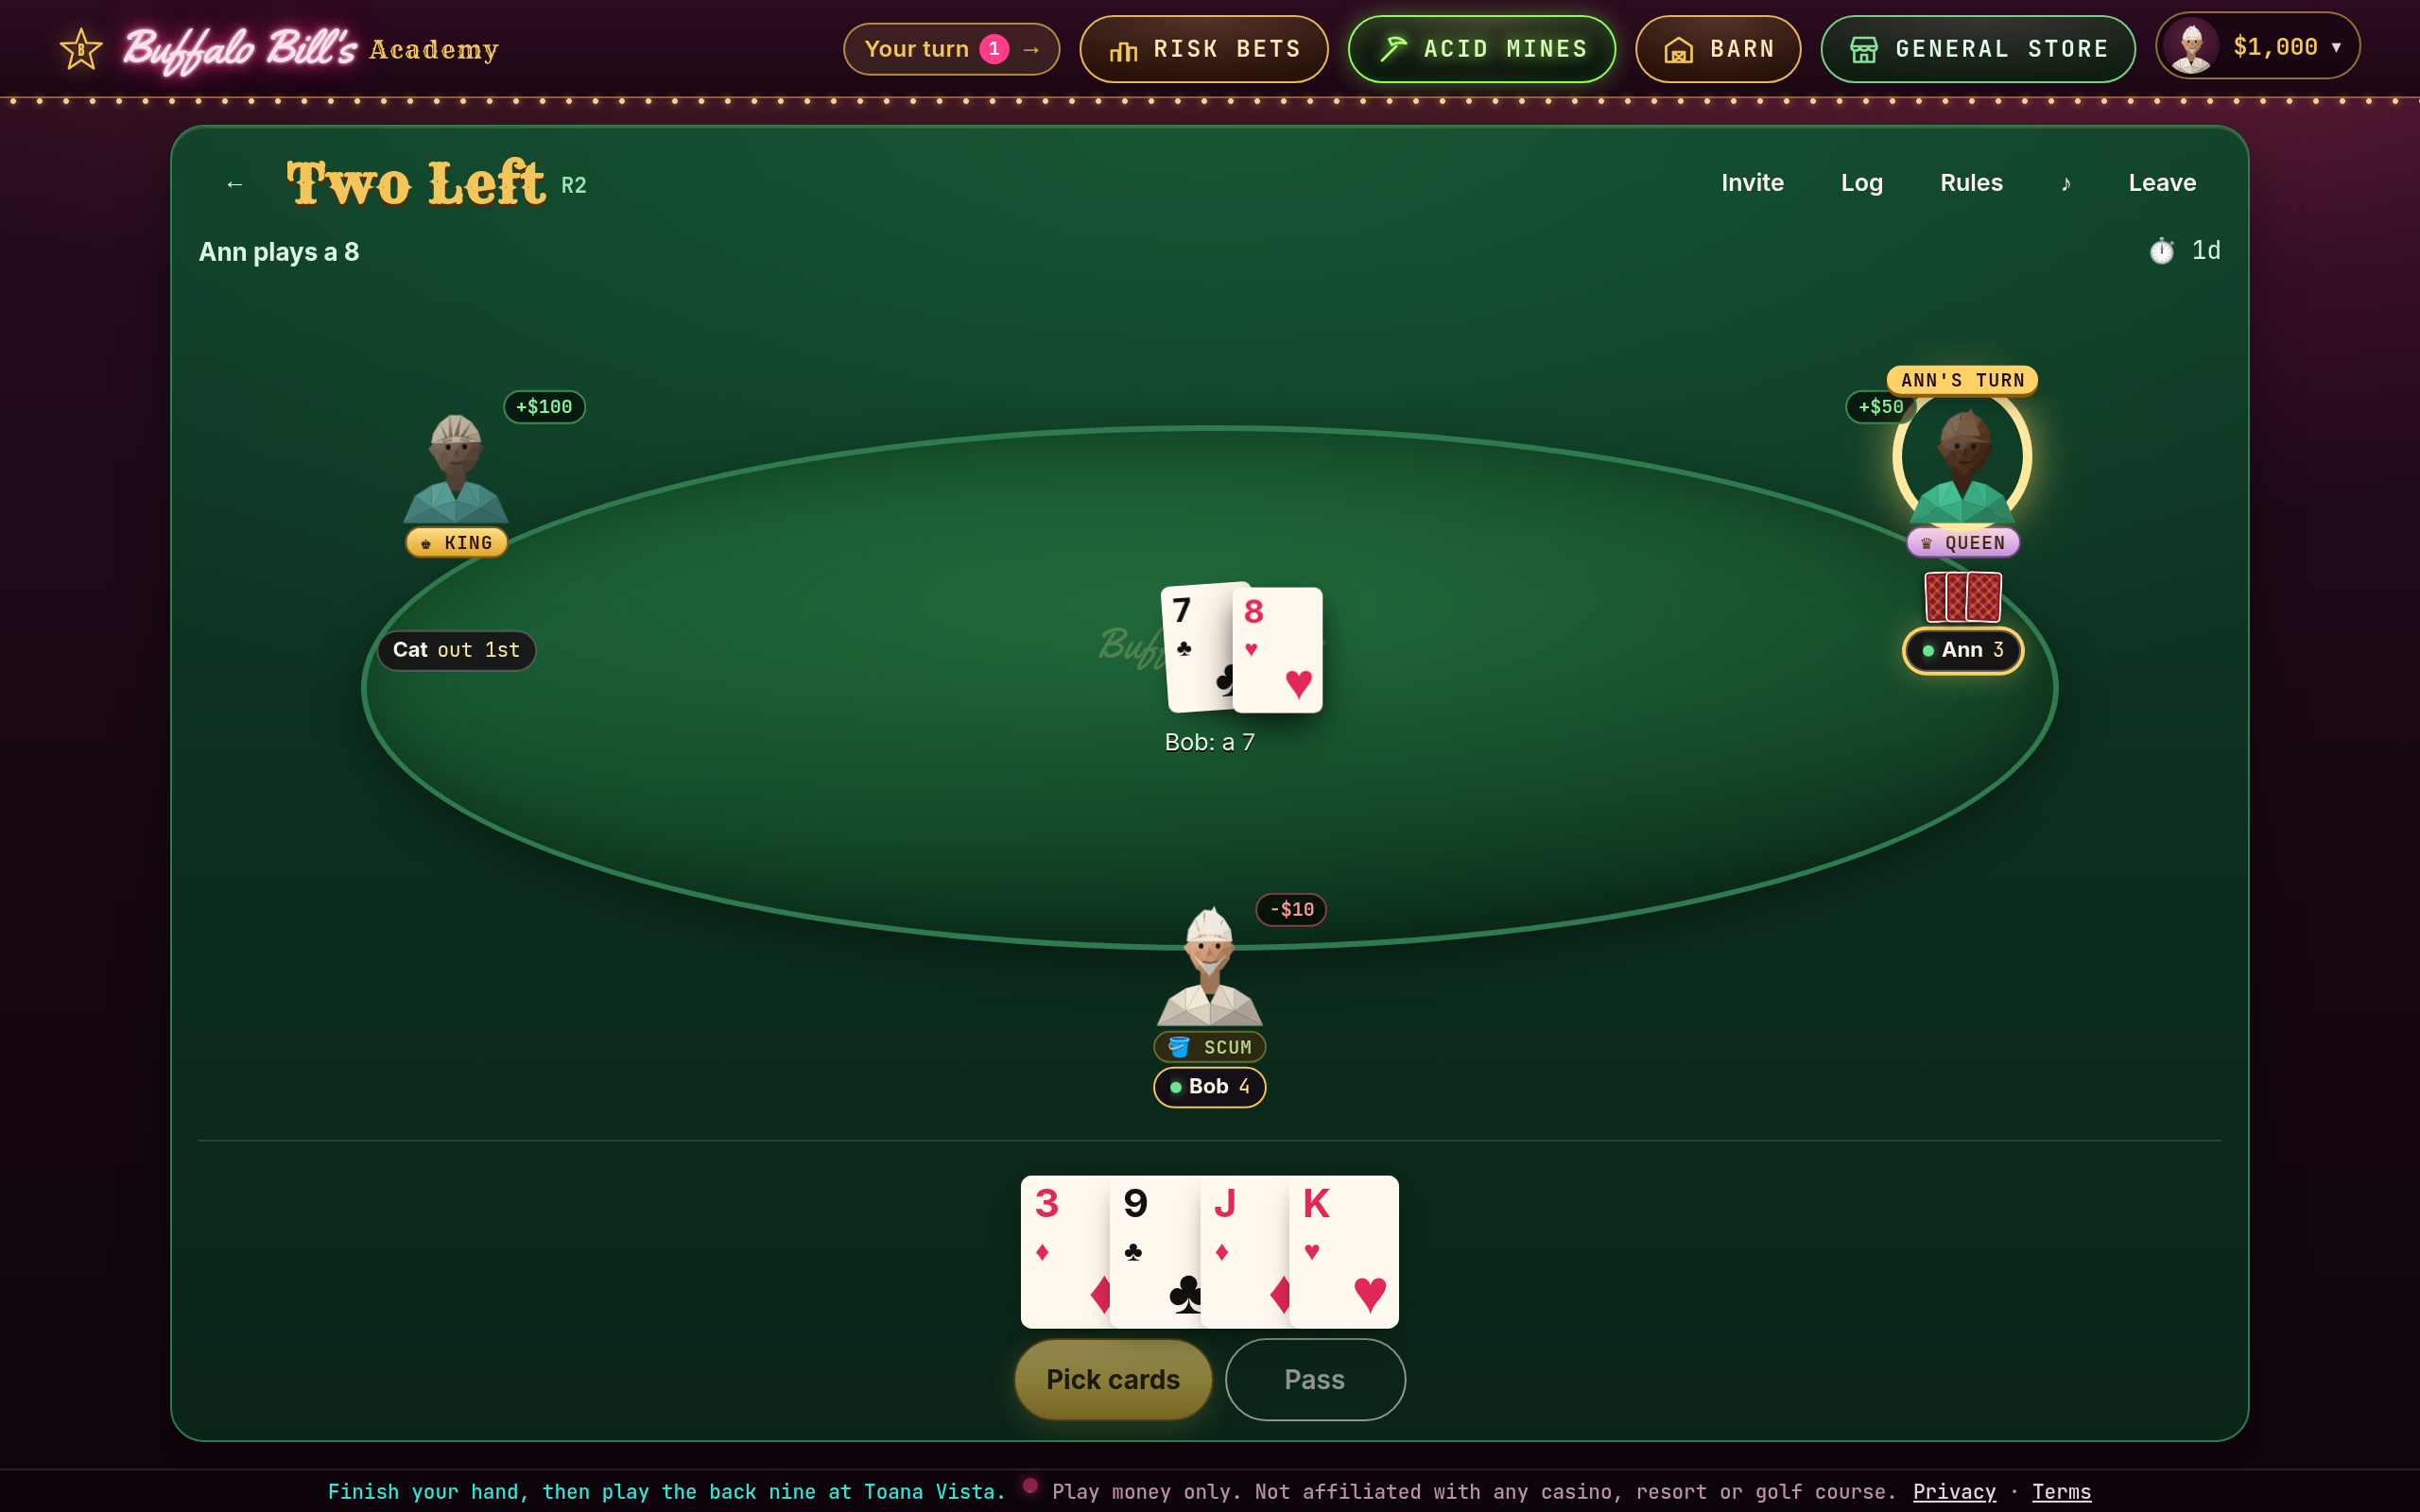 B Buffalo Bill's Academy
Your turn 1 →
RISK BETS
ACID MINES
BARN
GENERAL STORE
$1,000 ▼
← Two Left R2
Invite
Log
Rules
♪
Leave
Ann plays a 8
⏱️ 1d
+$100
♚ KING
Cat out 1st
ANN'S TURN
+$50
♛ QUEEN
Ann 3
7 ♣
8 ♥
Bob: a 7
-$10
SCUM
Bob 4
3 ♦
9 ♣
J ♦
K ♥
Pick cards
Pass
Finish your hand, then play the back nine at Toana Vista. Play money only. Not affiliated with any casino, resort or golf course. Privacy · Terms